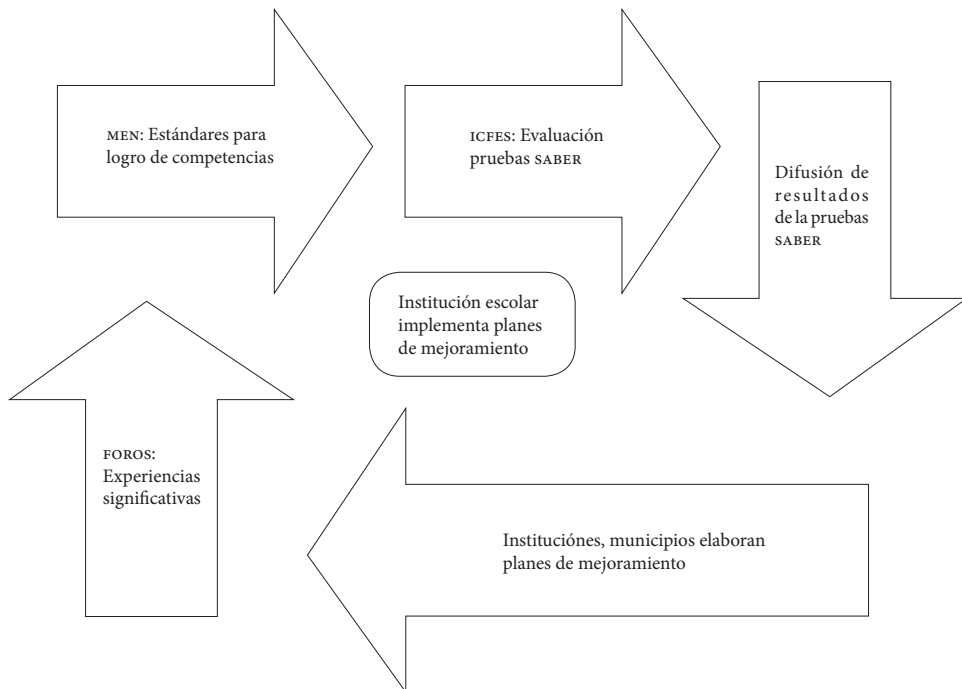 MEN: Estándares para
logro de competencias
ICFES: Evaluación
pruebas SABER
Difusión de
resultados
de la pruebas
SABER
Institución escolar
implementa planes
de mejoramiento
FOROS:
Experiencias
significativas
Instituciónes, municipios elaboran
planes de mejoramiento